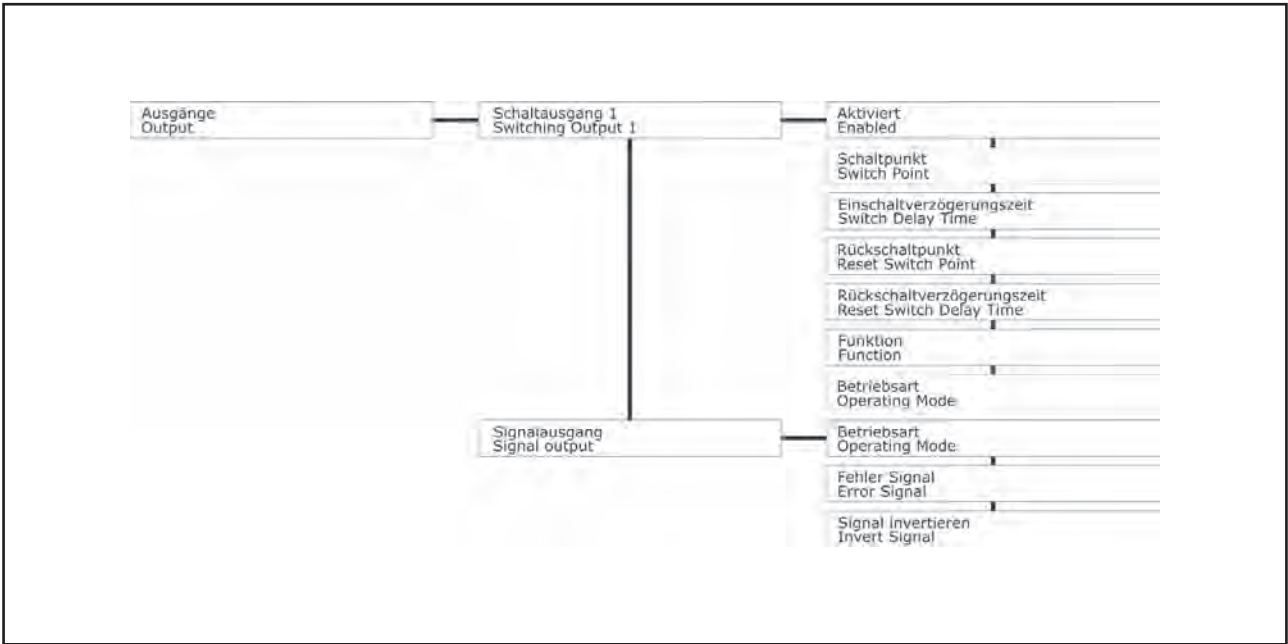 Ausgänge
Output
Schaltausgang 1
Switching Output 1
Aktiviert
Enabled
Schaltpunkt
Switch Point
Einschaltverzögerungszeit
Switch Delay Time
Rückschaltpunkt
Reset Switch Point
Rückschaltverzögerungszeit
Reset Switch Delay Time
Funktion
Function
Betriebsart
Operating Mode
Signalausgang
Signal output
Betriebsart
Operating Mode
Fehler Signal
Error Signal
Signal invertieren
Invert Signal